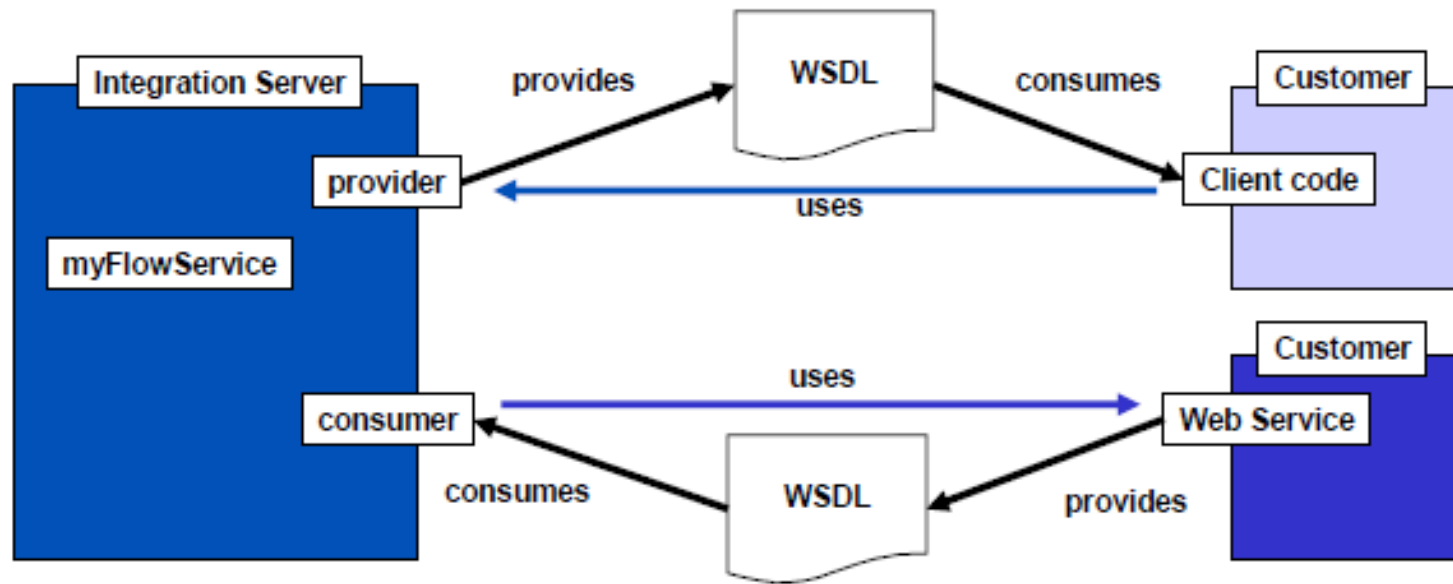 WSDL
Integration Server
provides
consumes
Customer
provider
Client code
uses
myFlowService
Customer
uses
consumer
Web Service
consumes
WSDL
provides